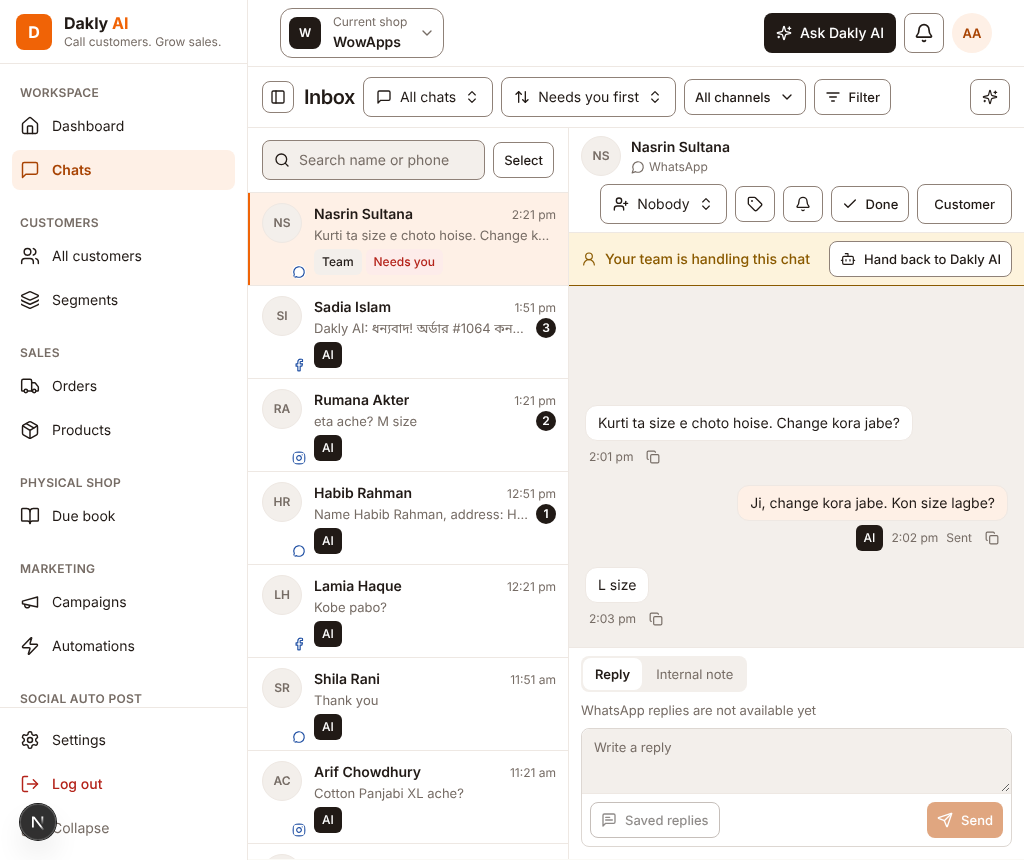 D
Dakly AI
Call customers. Grow sales.
W
Current shop
WowApps
Ask Dakly AI
AA
WORKSPACE
Dashboard
Chats
CUSTOMERS
All customers
Segments
SALES
Orders
Products
PHYSICAL SHOP
Due book
MARKETING
Campaigns
Automations
SOCIAL AUTO POST
Settings
Log out
N
Collapse
Inbox
All chats
Needs you first
All channels
Filter
Search name or phone
Select
NS
Nasrin Sultana
2:21 pm
Kurti ta size e choto hoise. Change k...
Team
Needs you
SI
Sadia Islam
1:51 pm
Dakly AI: ধন্যবাদ! অর্ডার #1064 কন...
3
AI
RA
Rumana Akter
1:21 pm
eta ache? M size
2
AI
HR
Habib Rahman
12:51 pm
Name Habib Rahman, address: H...
1
AI
LH
Lamia Haque
12:21 pm
Kobe pabo?
AI
SR
Shila Rani
11:51 am
Thank you
AI
AC
Arif Chowdhury
11:21 am
Cotton Panjabi XL ache?
AI
NS
Nasrin Sultana
WhatsApp
Nobody
Done
Customer
Your team is handling this chat
Hand back to Dakly AI
Kurti ta size e choto hoise. Change kora jabe?
2:01 pm
Ji, change kora jabe. Kon size lagbe?
AI 2:02 pm Sent
L size
2:03 pm
Reply
Internal note
WhatsApp replies are not available yet
Write a reply
Saved replies
Send